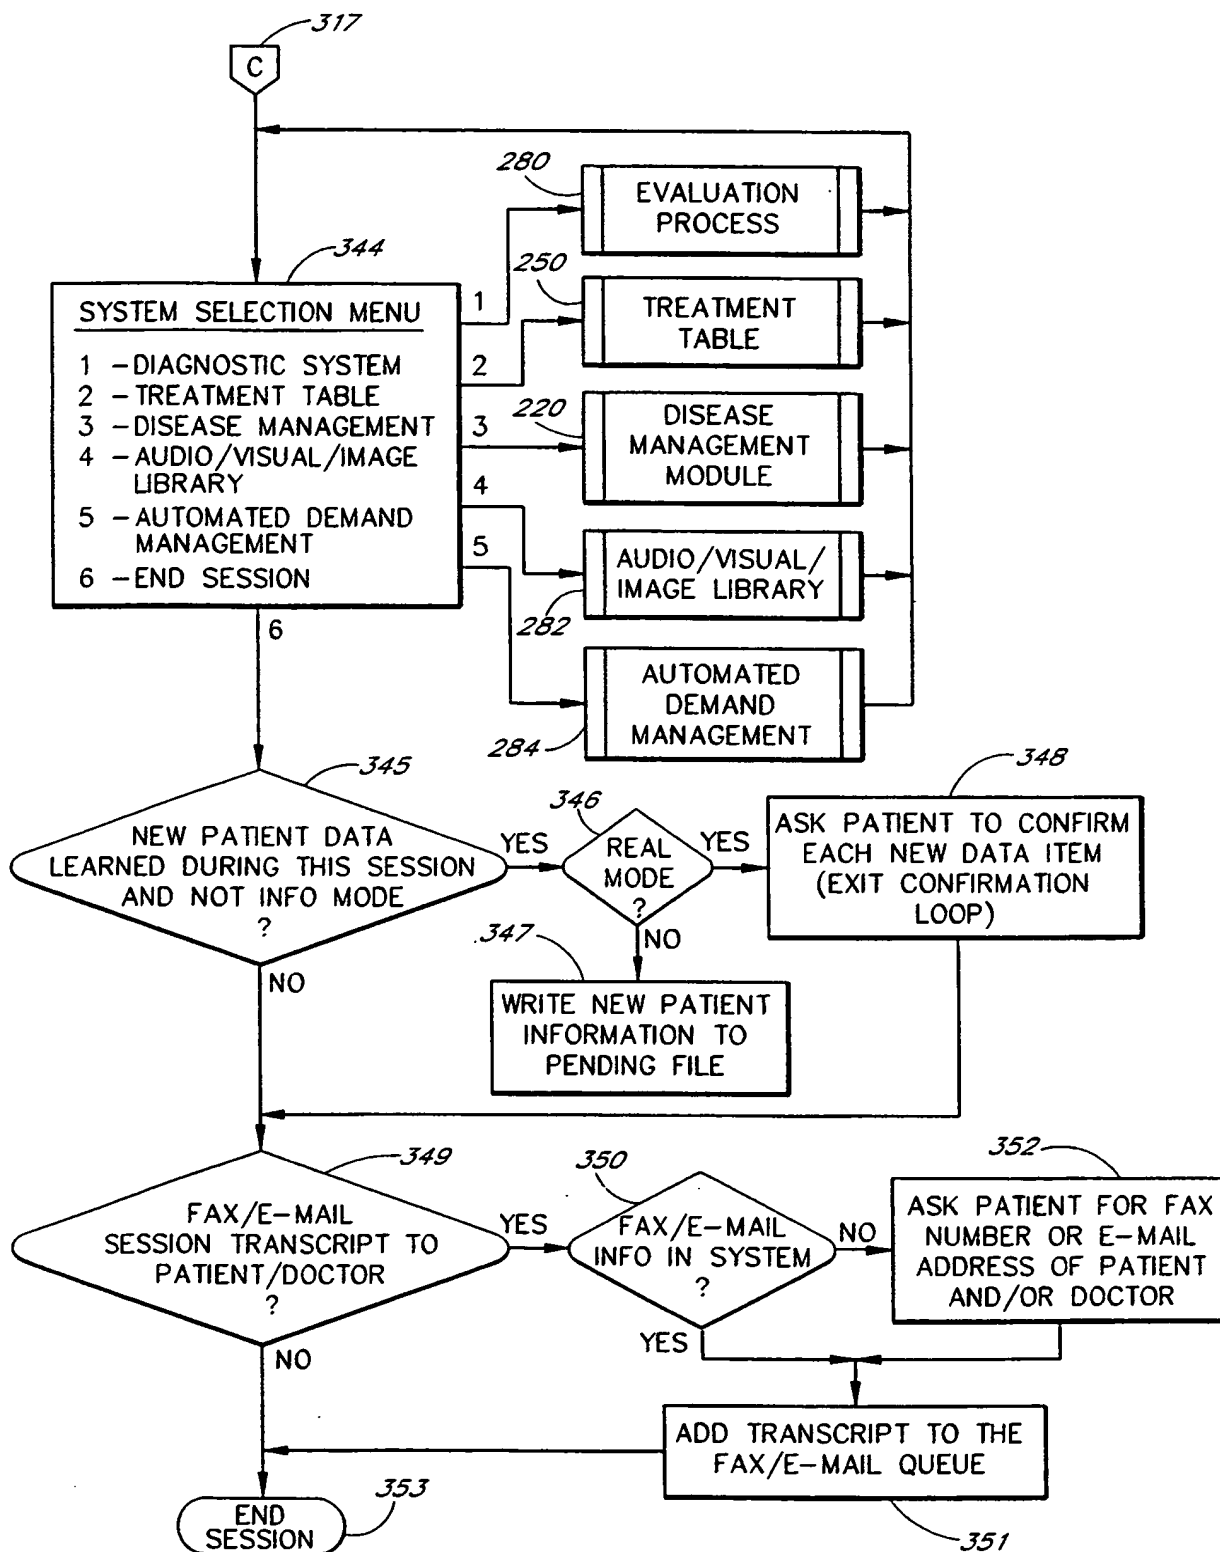 317
C
280
EVALUATION
PROCESS
344
SYSTEM SELECTION MENU
1 - DIAGNOSTIC SYSTEM
2 - TREATMENT TABLE
3 - DISEASE MANAGEMENT
4 - AUDIO/VISUAL/IMAGE
LIBRARY
5 - AUTOMATED DEMAND
MANAGEMENT
6 - END SESSION
1
2
3
4
5
6
250
TREATMENT
TABLE
220
DISEASE
MANAGEMENT
MODULE
AUDIO/VISUAL/
IMAGE LIBRARY
282
AUTOMATED
DEMAND
MANAGEMENT
284
345
NEW PATIENT DATA
LEARNED DURING THIS SESSION
AND NOT INFO MODE
?
YES
NO
346
REAL
MODE
?
YES
NO
348
ASK PATIENT TO CONFIRM
EACH NEW DATA ITEM
(EXIT CONFIRMATION
LOOP)
347
WRITE NEW PATIENT
INFORMATION TO
PENDING FILE
349
FAX/E-MAIL
SESSION TRANSCRIPT TO
PATIENT/DOCTOR
?
YES
NO
350
FAX/E-MAIL
INFO IN SYSTEM
?
NO
YES
352
ASK PATIENT FOR FAX
NUMBER OR E-MAIL
ADDRESS OF PATIENT
AND/OR DOCTOR
ADD TRANSCRIPT TO THE
FAX/E-MAIL QUEUE
351
END
SESSION
353